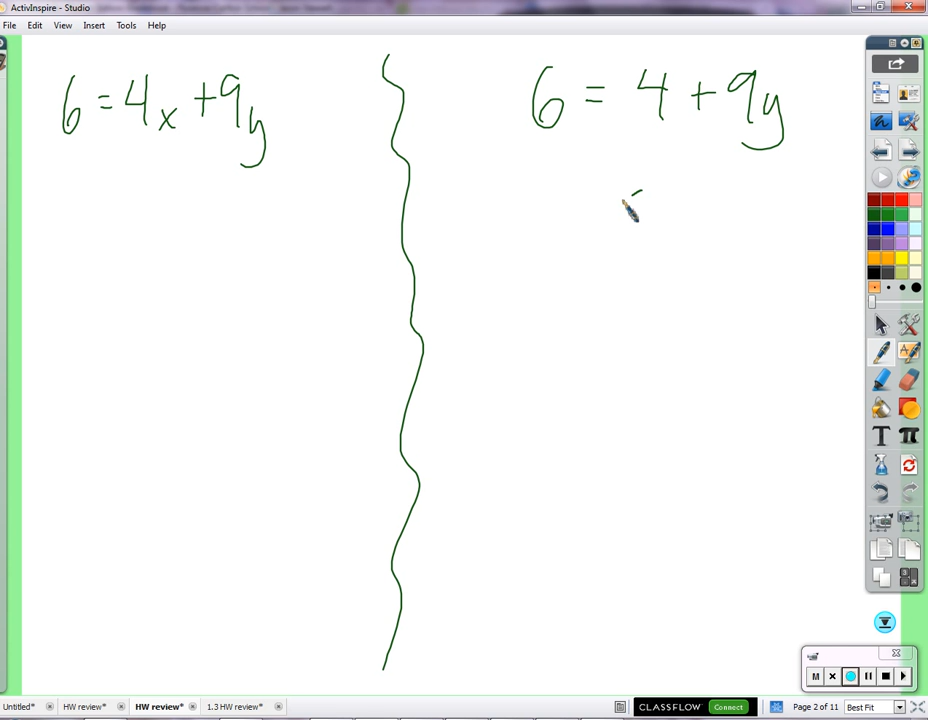 ActivInspire - Studio
File Edit View Insert Tools Help
6 = 4x + 9y
6 = 4 + 9y
T π
M
Untitled* HW review* HW review* 1.3 HW review*
CLASSFLOW Connect
Page 2 of 11 Best Fit